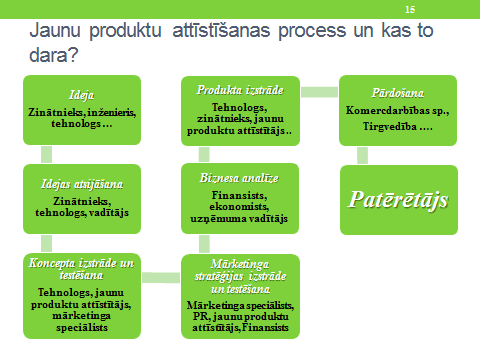 15
Jaunu produktu attīstīšanas process un kas to
dara?
Ideja
Zinātnieks, inženieris,
tehnologs ...
Idejas atsijāšana
Zinātnieks,
tehnologs, vadītājs
Koncepta izstrāde un
testēšana
Tehnologs, jaunu
produktu attīstītājs,
mārketinga
speciālists
Mārketinga
stratēģijas izstrāde
un testēšana
Mārketinga speciālists,
PR, jaunu produktu
attīstītājs, Finansists
Biznesa analīze
Finansists,
ekonomists,
uzņēmuma vadītājs
Produkta izstrāde
Tehnologs,
zinātnieks, jaunu
produktu attīstītājs ..
Pārdošana
Komercdarbības sp.,
Tirgvedība ....
Patērētājs